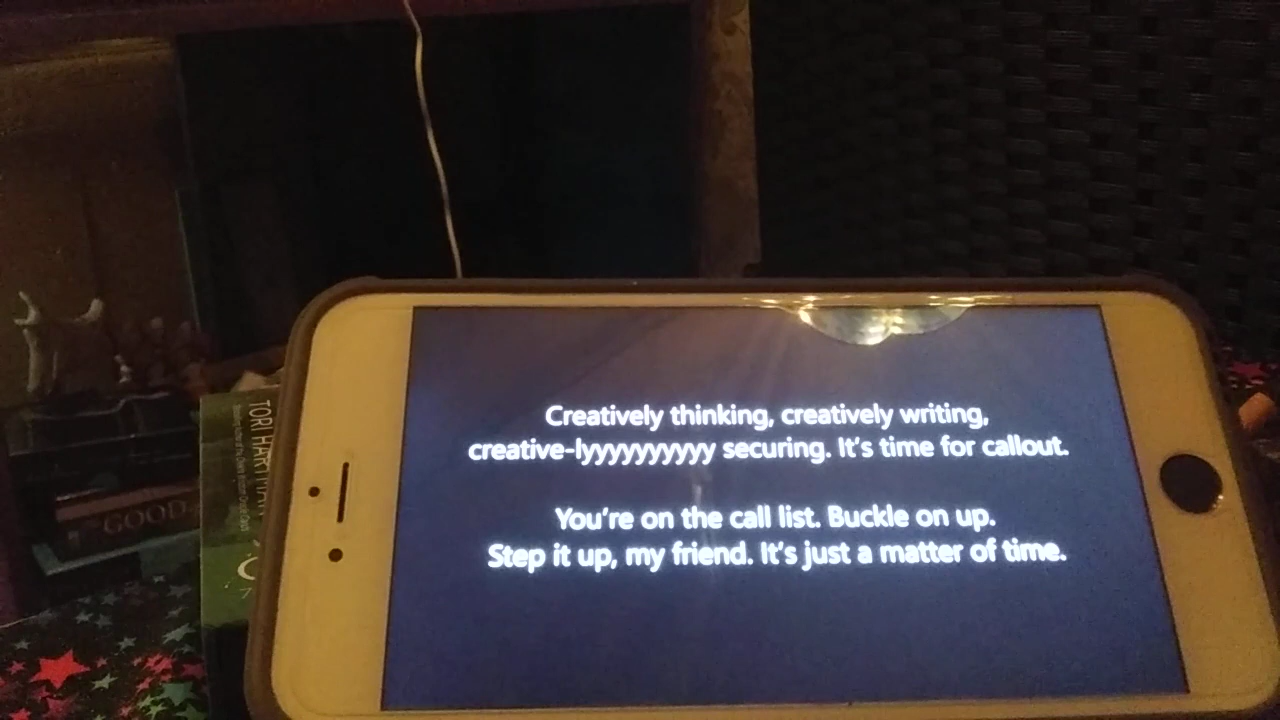 Creatively thinking, creatively writing,
creative-lyyyyyyyyyy securing. It's time for callout.
You're on the call list. Buckle on up.
Step it up, my friend. It's just a matter of time.
TORI HARTMAN
GOOD